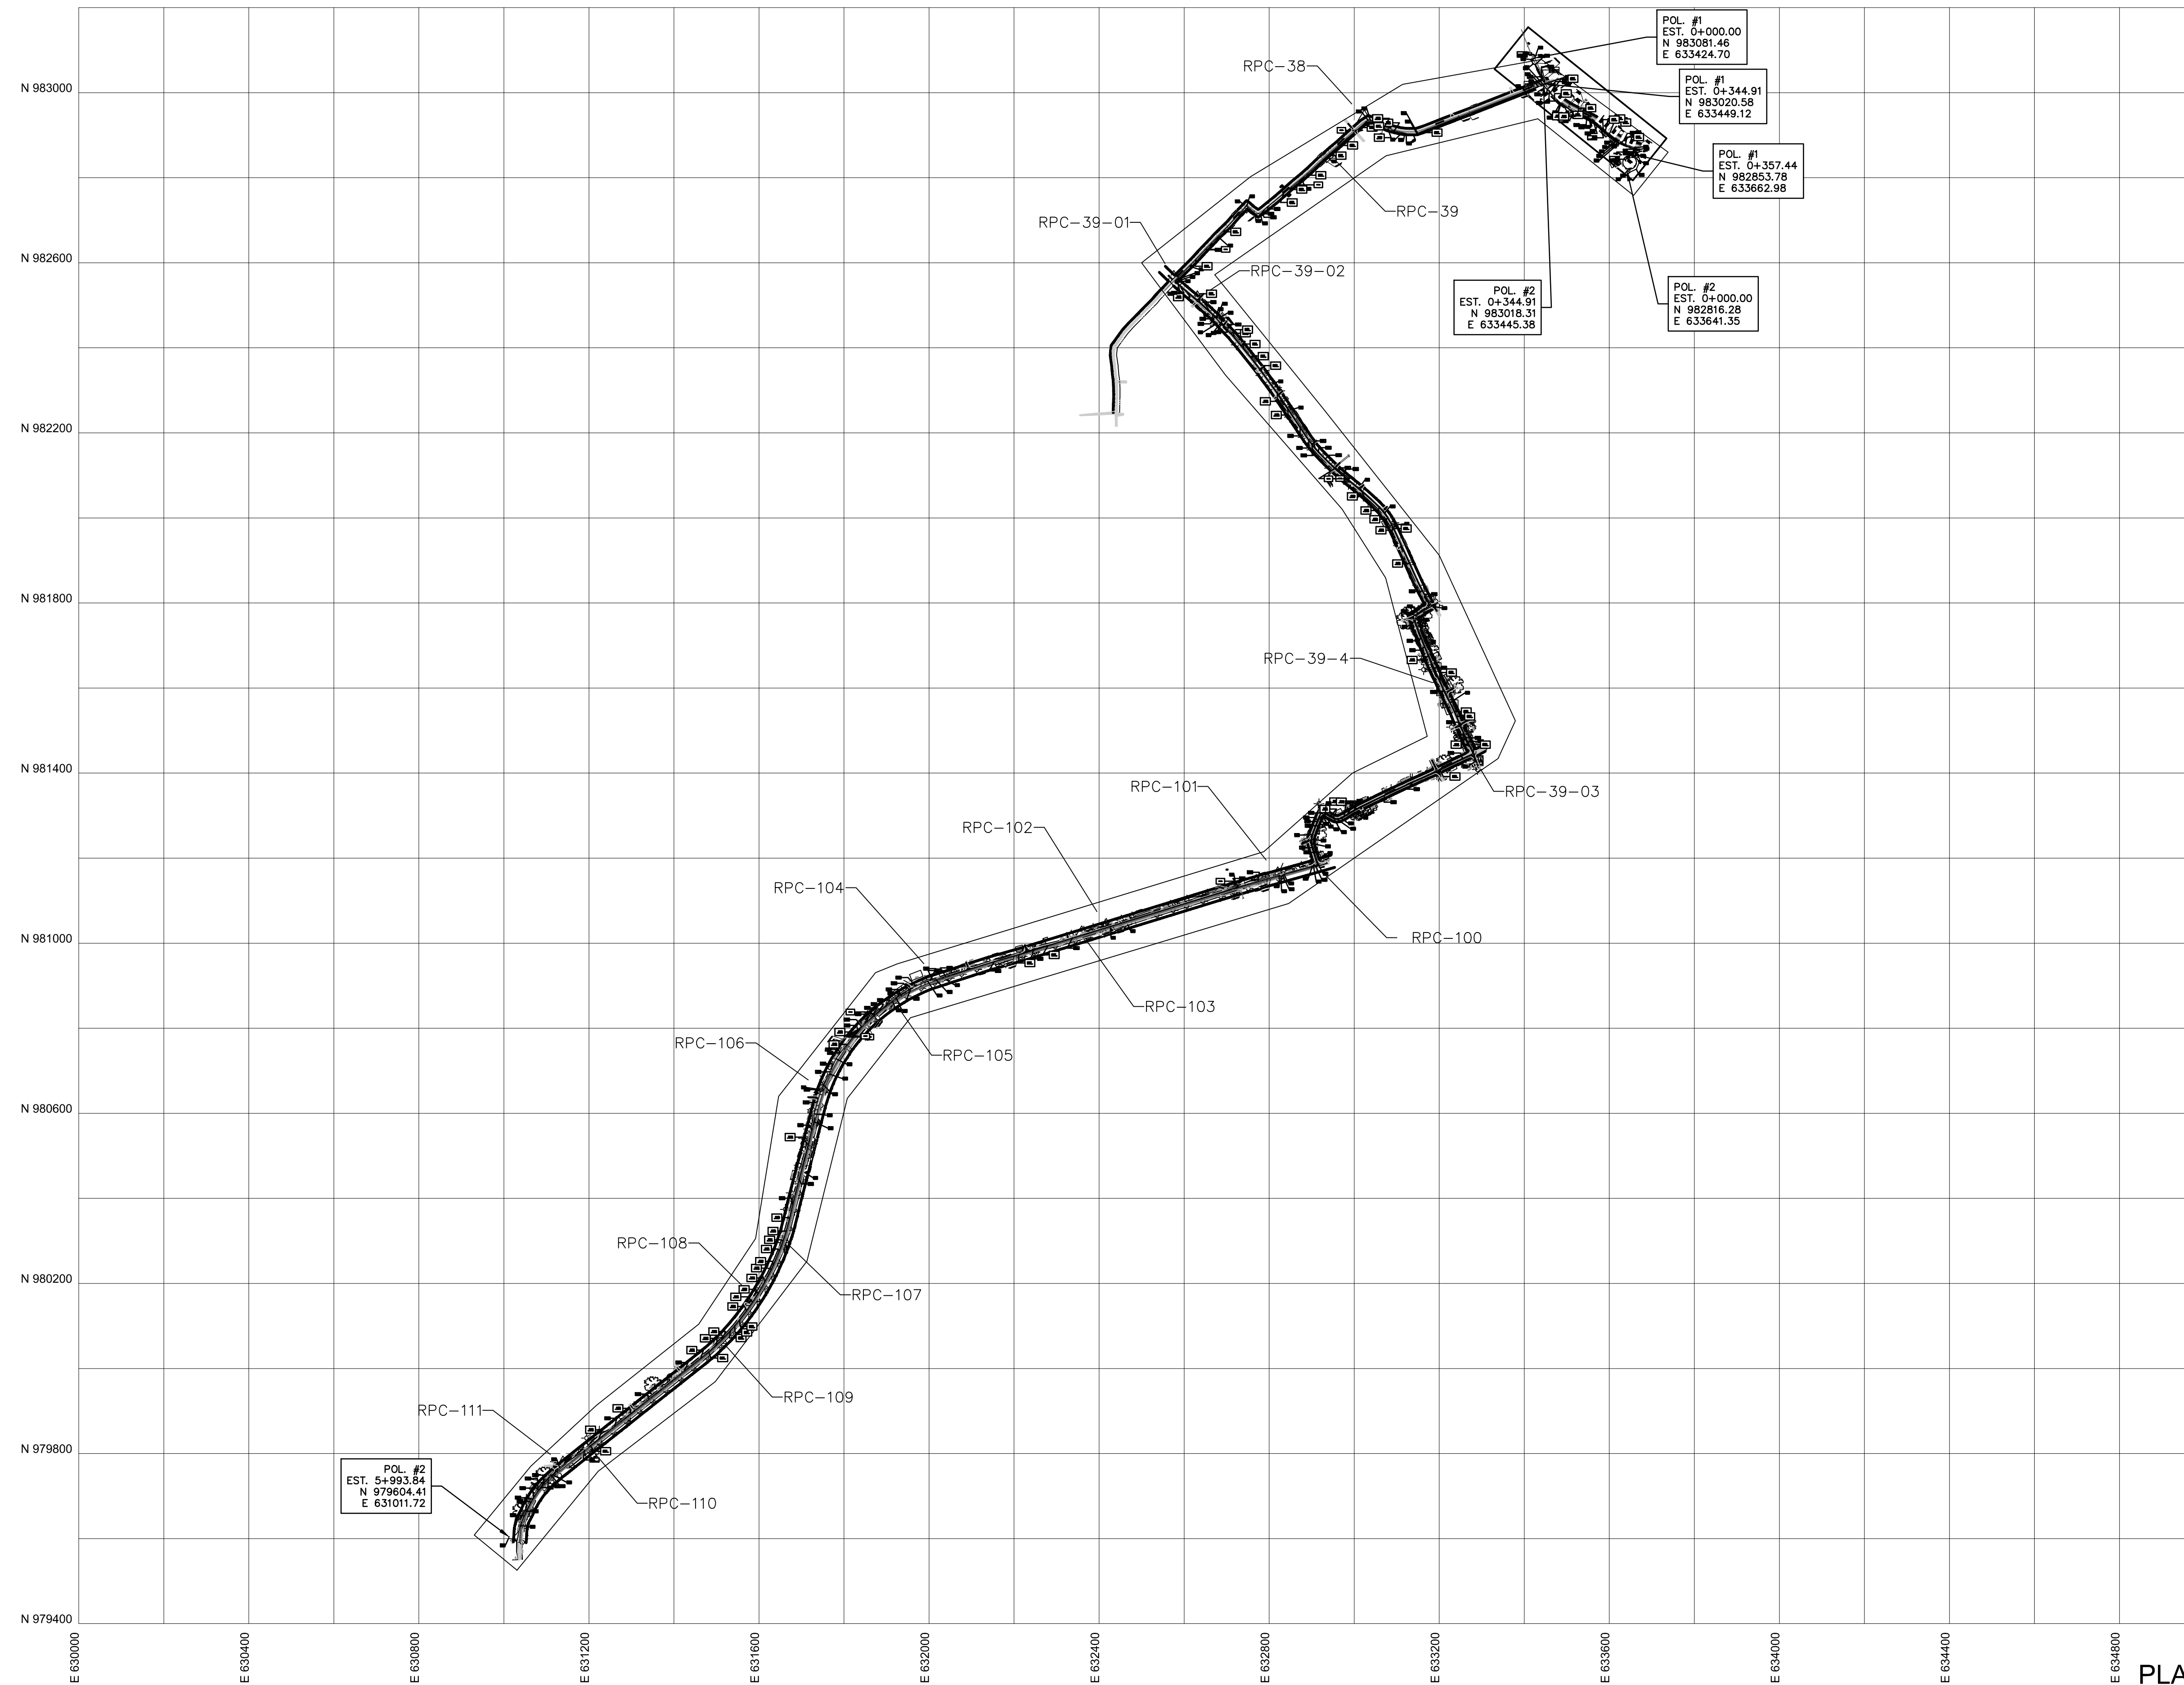 POL. #1
EST. 0+000.00
N 983081.46
E 633424.70
RPC-38
N 983000
POL. #1
EST. 0+344.91
N 983020.58
E 633449.12
POL. #1
EST. 0+357.44
N 982853.78
E 633662.98
RPC-39
RPC-39-01
N 982600
RPC-39-02
POL. #2
EST. 0+344.91
N 983018.31
E 633445.38
POL. #2
EST. 0+000.00
N 982816.28
E 633641.35
N 982200
N 981800
RPC-39-4
N 981400
RPC-101
RPC-39-03
RPC-102
RPC-104
N 981000
RPC-100
RPC-103
RPC-106
RPC-105
N 980600
RPC-108
N 980200
RPC-107
RPC-109
RPC-111
N 979800
POL. #2
EST. 5+993.84
N 979604.41
E 631011.72
RPC-110
N 979400
E 630000
E 630400
E 630800
E 631200
E 631600
E 632000
E 632400
E 632800
E 633200
E 633600
E 634000
E 634400
E 634800
PLA